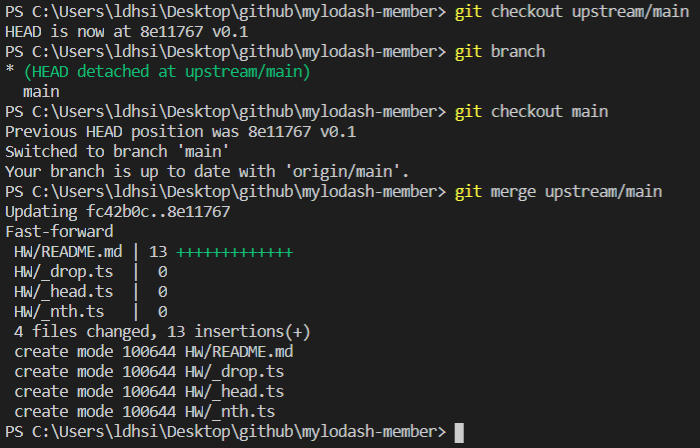 PS C:\Users\ldhsi\Desktop\github\mylodash-member> git checkout upstream/main
HEAD is now at 8e11767 v0.1
PS C:\Users\ldhsi\Desktop\github\mylodash-member> git branch
* (HEAD detached at upstream/main)
  main
PS C:\Users\ldhsi\Desktop\github\mylodash-member> git checkout main
Previous HEAD position was 8e11767 v0.1
Switched to branch 'main'
Your branch is up to date with 'origin/main'.
PS C:\Users\ldhsi\Desktop\github\mylodash-member> git merge upstream/main
Updating fc42b0c..8e11767
Fast-forward
 HW/README.md | 13 +++++++++++++
 HW/_drop.ts  |  0
 HW/_head.ts  |  0
 HW/_nth.ts   |  0
 4 files changed, 13 insertions(+)
 create mode 100644 HW/README.md
 create mode 100644 HW/_drop.ts
 create mode 100644 HW/_head.ts
 create mode 100644 HW/_nth.ts
PS C:\Users\ldhsi\Desktop\github\mylodash-member>